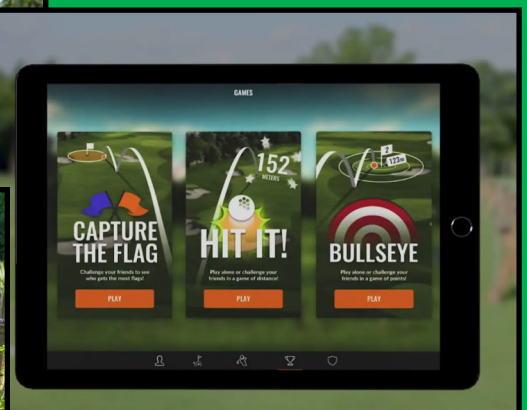 GAMES
152
METERS
2
123M
CAPTURE
THE FLAG
Challenge your friends to see
who gets the most flags!
PLAY
HIT IT!
Play alone or challenge your
friends in a game of distance!
PLAY
BULLSEYE
Play alone or challenge your
friends in a game of points!
PLAY